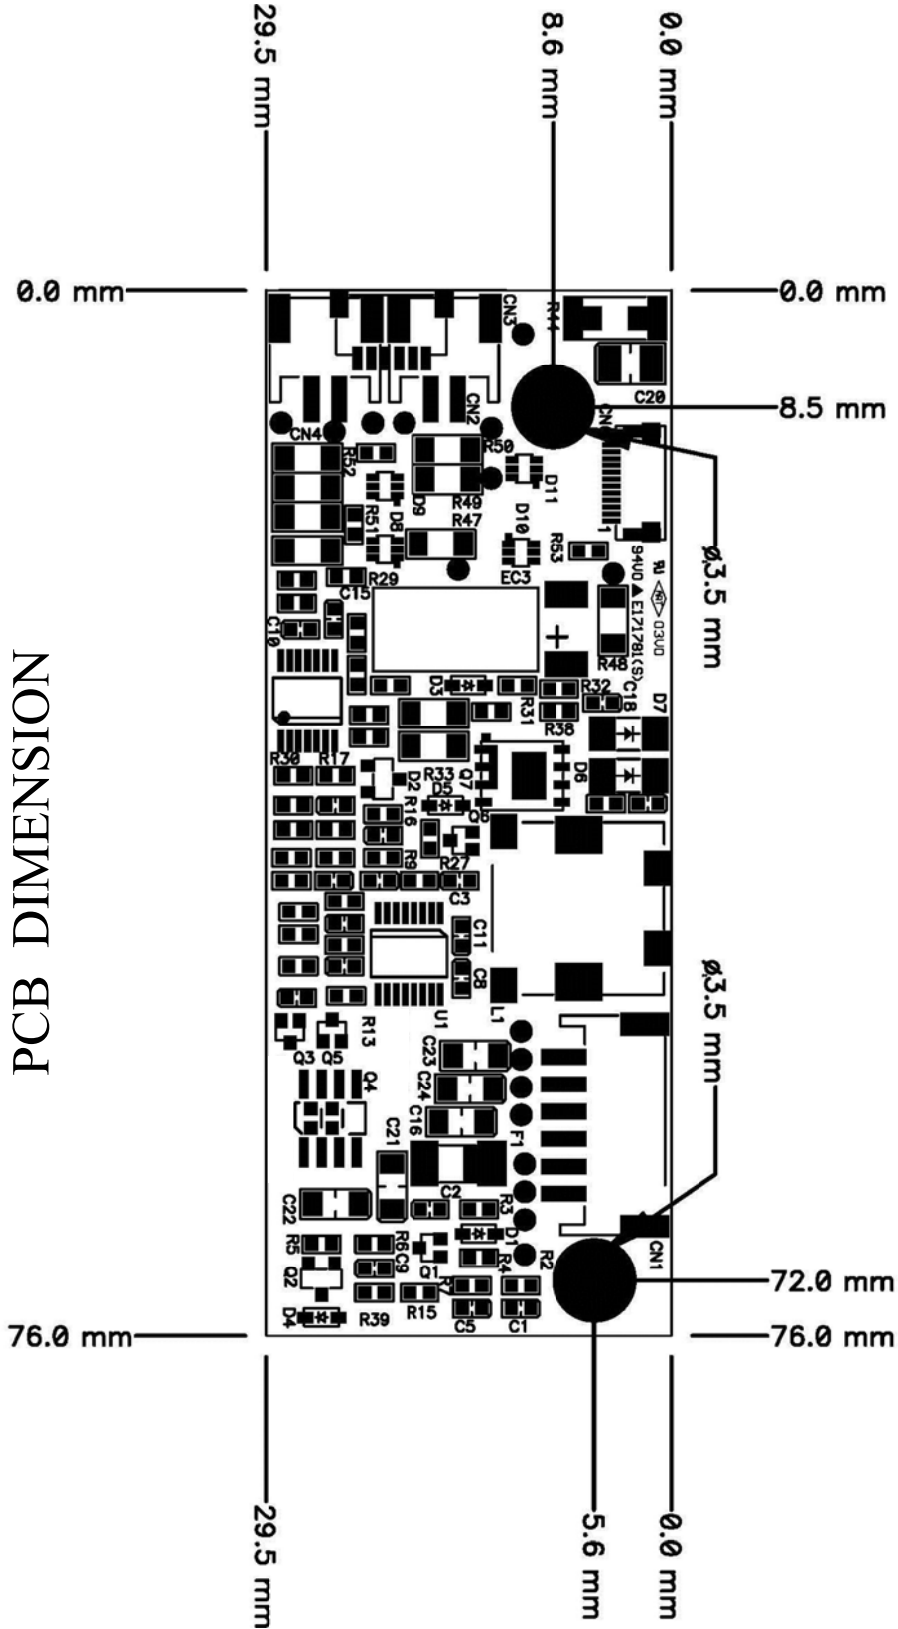 29.5 mm
8.6 mm
0.0 mm
0.0 mm
0.0 mm
CN3
R44
C20
8.5 mm
CN2
CN4
R50
R52
D11
R49
D9
D8
R51
R47
D10
1
R53
Ø3.5 mm
EC3
R29
C15
94V0 ▲ E171781(S)
03V0
C10
R48
D3
R32
C18
D7
R31
R38
R30
R17
D2
R33
D5
Q7
D6
R16
Q6
R27
R9
C3
C11
C8
PCB DIMENSION
Ø3.5 mm
U1
L1
R13
Q3
Q5
C23
Q4
C24
C16
F1
C21
C2
C22
R3
R5
R6
C9
D1
Q1
R4
R2
CN1
Q2
72.0 mm
D4
R39
R15
C5
C1
76.0 mm
76.0 mm
29.5 mm
5.6 mm
0.0 mm